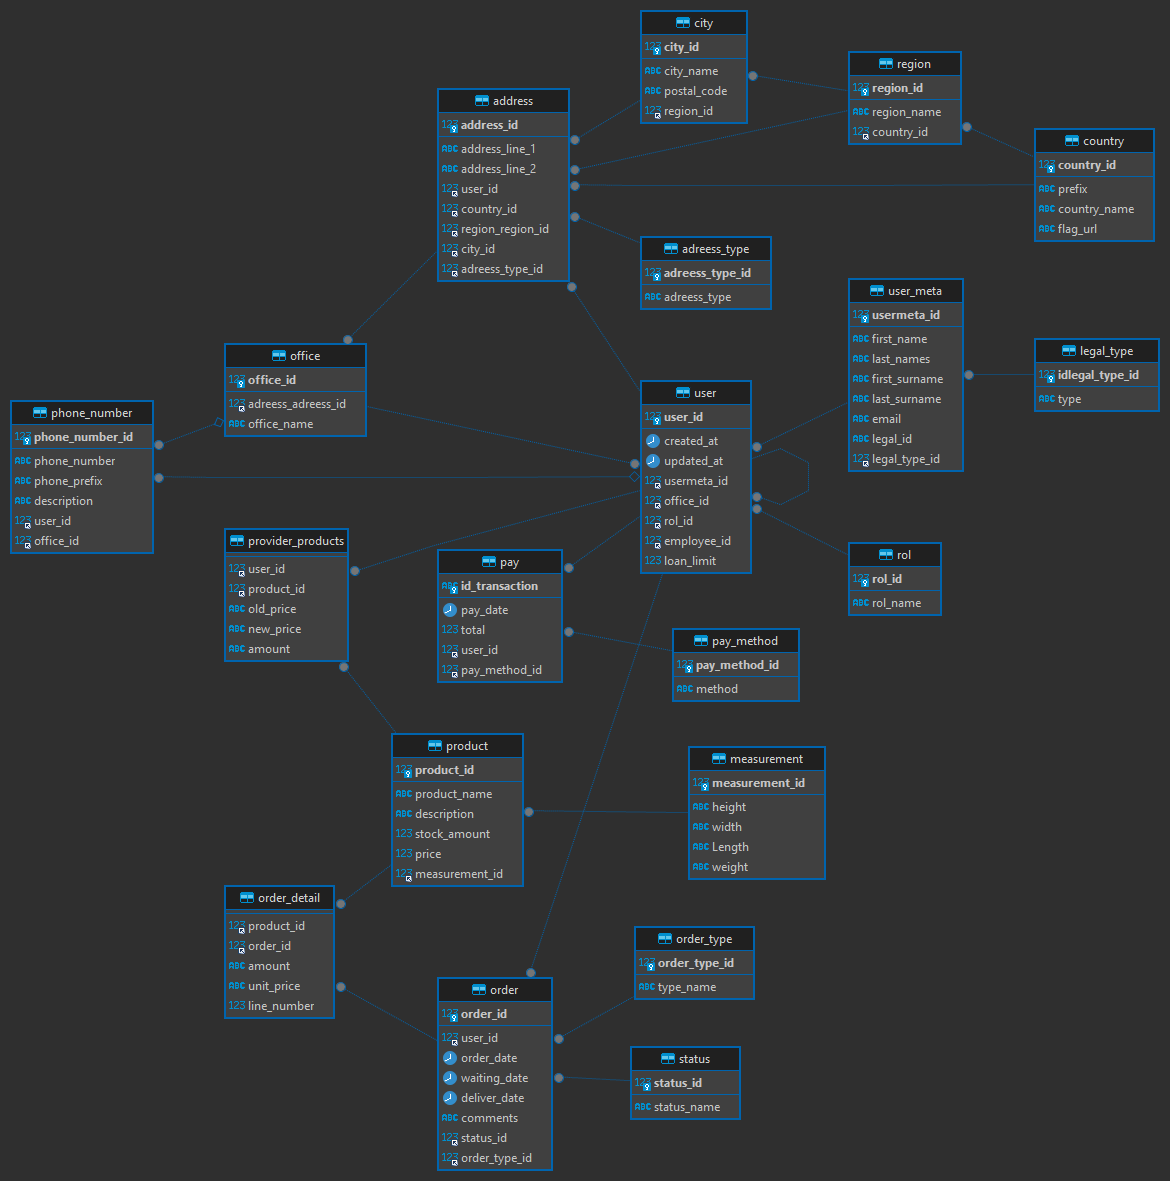 city
city_id
city_name
postal_code
region_id
region
region_id
region_name
country_id
address
address_id
address_line_1
address_line_2
user_id
country_id
region_region_id
city_id
adreess_type_id
country
country_id
prefix
country_name
flag_url
adreess_type
adreess_type_id
adreess_type
user_meta
usermeta_id
first_name
last_names
first_surname
last_surname
email
legal_id
legal_type_id
legal_type
idlegal_type_id
type
office
office_id
adreess_adreess_id
office_name
user
user_id
created_at
updated_at
usermeta_id
office_id
rol_id
employee_id
loan_limit
phone_number
phone_number_id
phone_number
phone_prefix
description
user_id
office_id
provider_products
user_id
product_id
old_price
new_price
amount
pay
id_transaction
pay_date
total
user_id
pay_method_id
rol
rol_id
rol_name
pay_method
pay_method_id
method
product
product_id
product_name
description
stock_amount
price
measurement_id
measurement
measurement_id
height
width
Length
weight
order_detail
product_id
order_id
amount
unit_price
line_number
order_type
order_type_id
type_name
order
order_id
user_id
order_date
waiting_date
deliver_date
comments
status_id
order_type_id
status
status_id
status_name